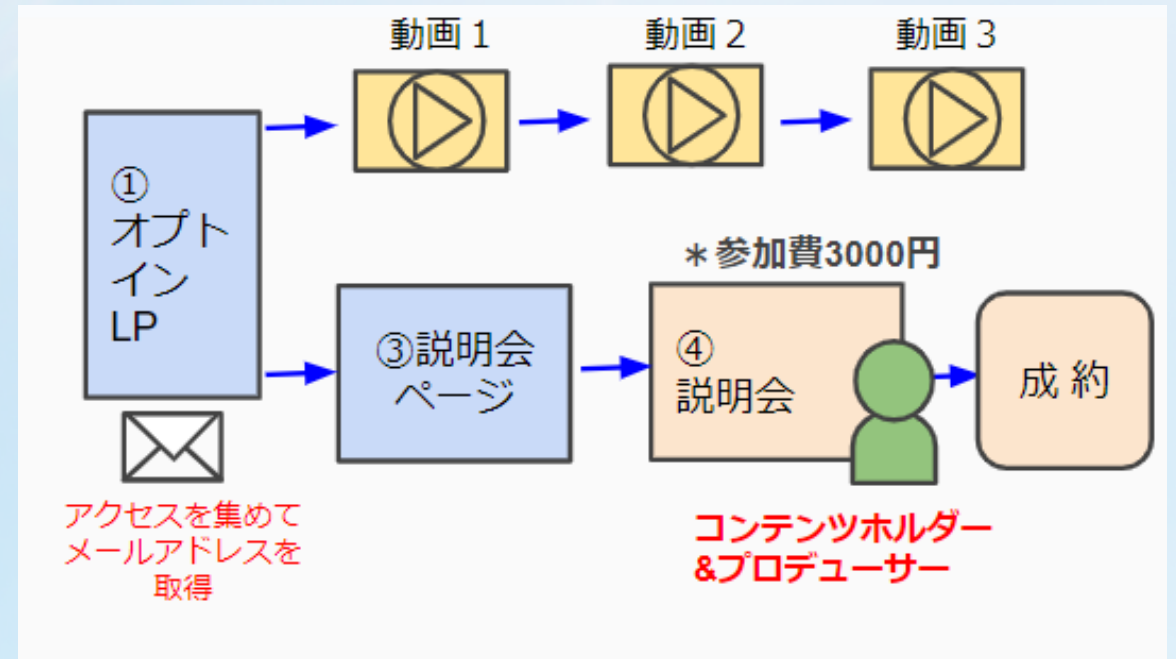 動画1
動画2
動画3
①
オプト
イン
LP
＊参加費3000円
③説明会
ページ
④
説明会
成 約
アクセスを集めて
メールアドレスを
取得
コンテンツホルダー
&プロデューサー